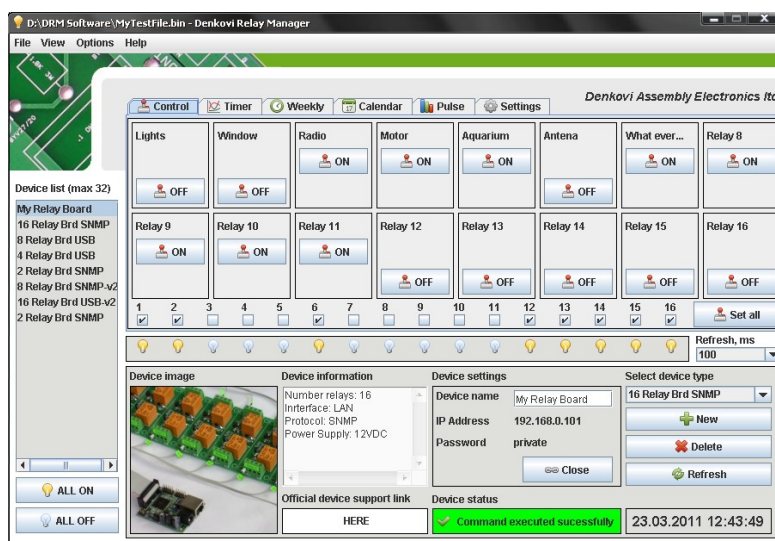 D:\DRM Software\MyTestFile.bin - Denkovi Relay Manager
File View Options Help
Denkovi Assembly Electronics ltd
Control Timer Weekly Calendar Pulse Settings
Lights Window Radio Motor Aquarium Antena What ever... Relay 8
ON ON ON ON ON
OFF OFF OFF
Relay 9 Relay 10 Relay 11 Relay 12 Relay 13 Relay 14 Relay 15 Relay 16
ON ON ON
OFF OFF OFF OFF OFF
1 2 3 4 5 6 7 8 9 10 11 12 13 14 15 16
Set all
Refresh, ms
100
Device list (max 32)
My Relay Board
16 Relay Brd SNMP
8 Relay Brd USB
4 Relay Brd USB
2 Relay Brd SNMP
8 Relay Brd SNMP-v2
16 Relay Brd USB-v2
2 Relay Brd SNMP
ALL ON
ALL OFF
Device image
Device information
Number relays: 16
Inrterface: LAN
Protocol: SNMP
Power Supply: 12VDC
Official device support link
HERE
Device settings
Device name My Relay Board
IP Address 192.168.0.101
Password private
Close
Device status
Command executed sucessfully
Select device type
16 Relay Brd SNMP
New
Delete
Refresh
23.03.2011 12:43:49